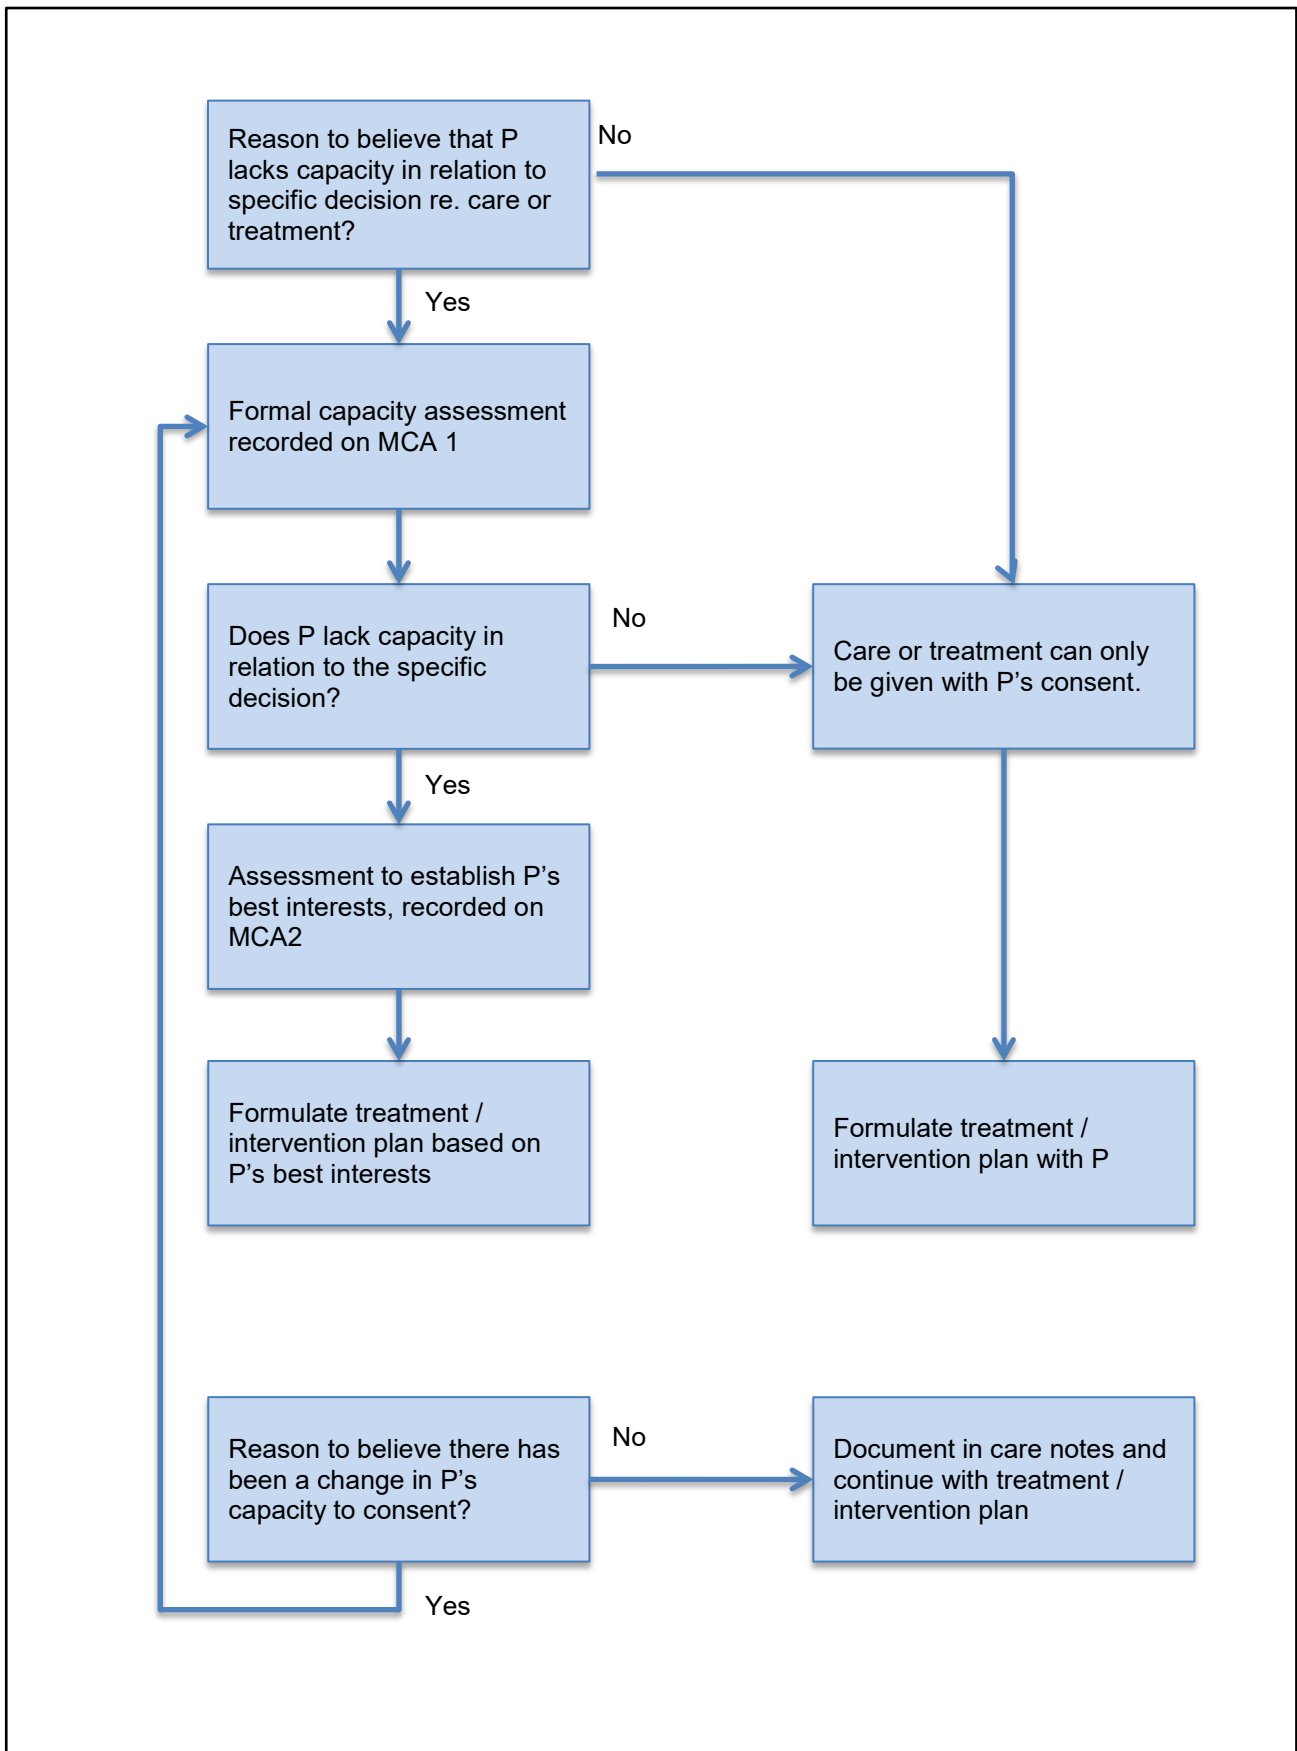 Reason to believe that P
lacks capacity in relation to
specific decision re. care or
treatment?
No
Yes
Formal capacity assessment
recorded on MCA 1
Does P lack capacity in
relation to the specific
decision?
No
Care or treatment can only
be given with P’s consent.
Yes
Assessment to establish P’s
best interests, recorded on
MCA2
Formulate treatment /
intervention plan based on
P’s best interests
Formulate treatment /
intervention plan with P
Reason to believe there has
been a change in P’s
capacity to consent?
No
Document in care notes and
continue with treatment /
intervention plan
Yes